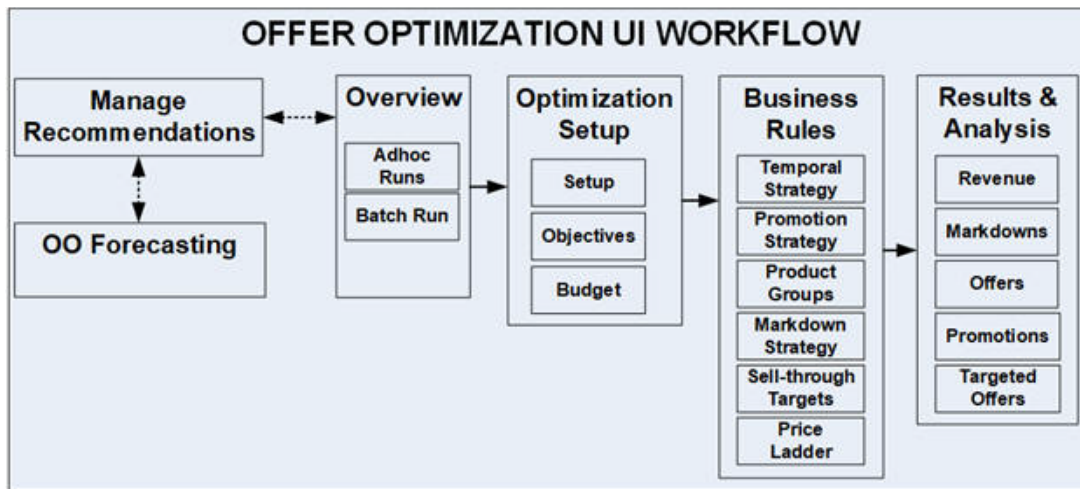 OFFER OPTIMIZATION UI WORKFLOW
Manage
Recommendations
OO Forecasting
Overview
Adhoc
Runs
Batch Run
Optimization
Setup
Setup
Objectives
Budget
Business
Rules
Temporal
Strategy
Promotion
Strategy
Product
Groups
Markdown
Strategy
Sell-through
Targets
Price
Ladder
Results &
Analysis
Revenue
Markdowns
Offers
Promotions
Targeted
Offers